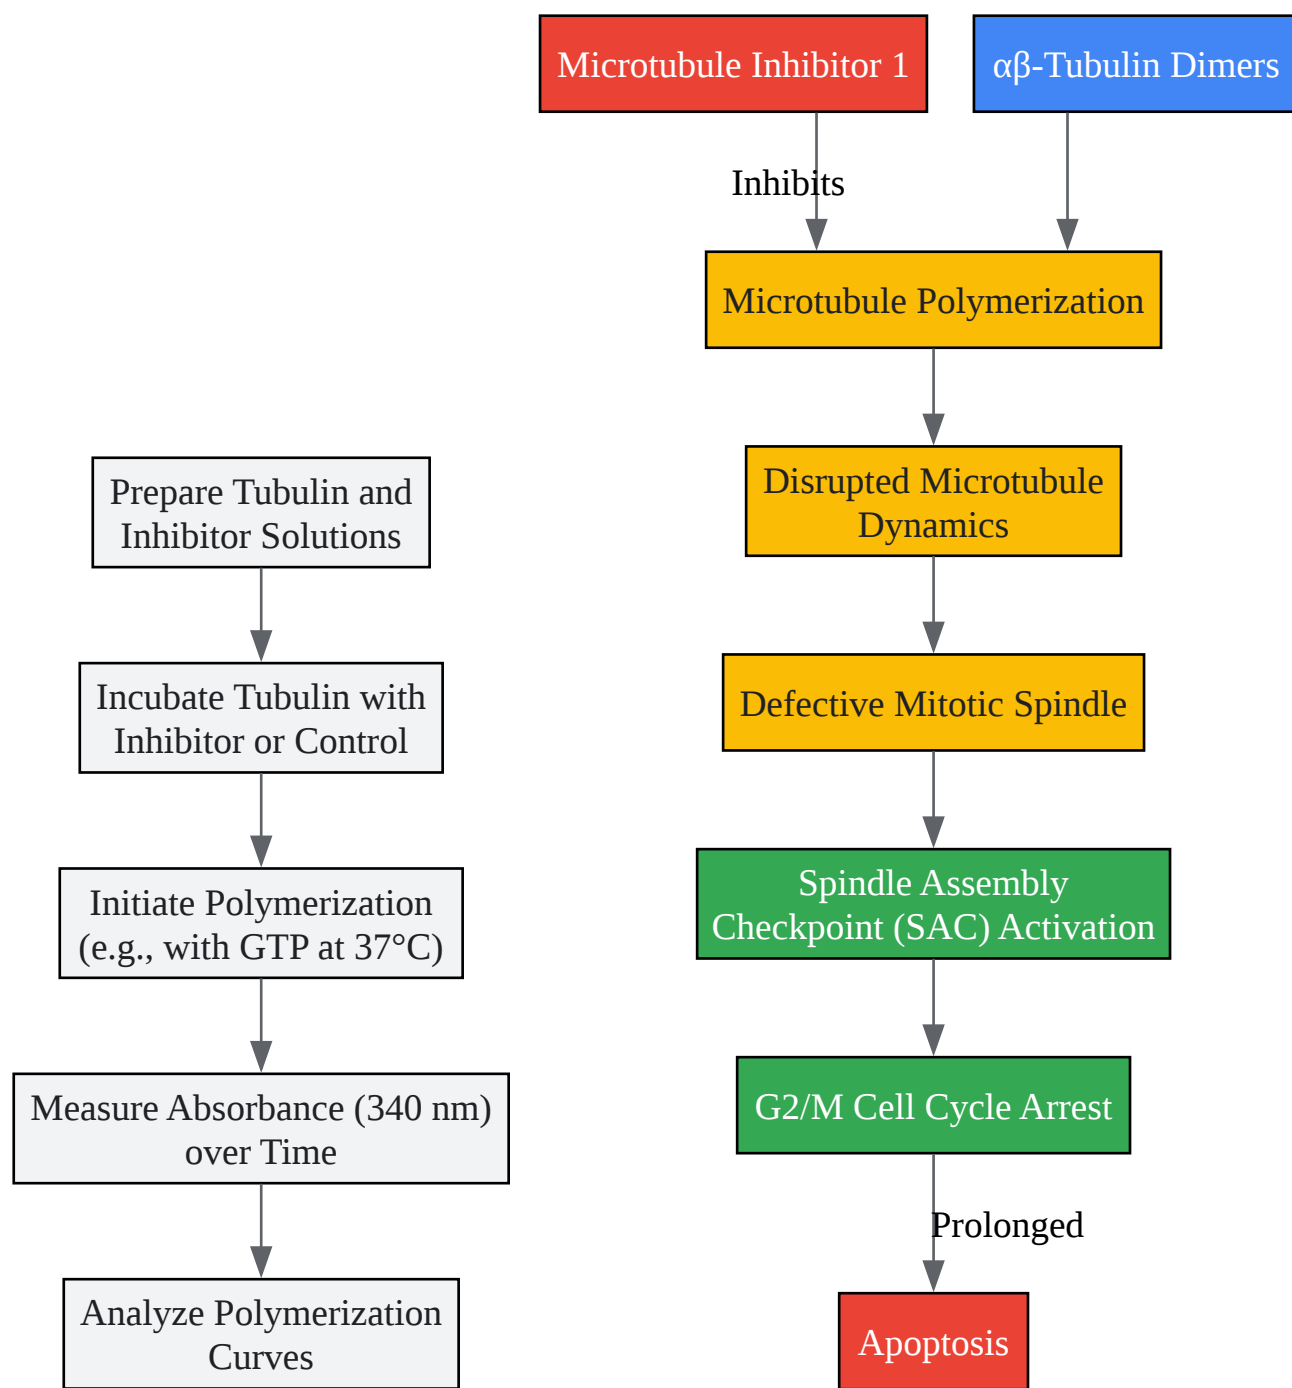 Microtubule Inhibitor 1
αβ-Tubulin Dimers
Inhibits
Microtubule Polymerization
Disrupted Microtubule
Dynamics
Defective Mitotic Spindle
Spindle Assembly
Checkpoint (SAC) Activation
G2/M Cell Cycle Arrest
Prolonged
Apoptosis
Prepare Tubulin and
Inhibitor Solutions
Incubate Tubulin with
Inhibitor or Control
Initiate Polymerization
(e.g., with GTP at 37°C)
Measure Absorbance (340 nm)
over Time
Analyze Polymerization
Curves